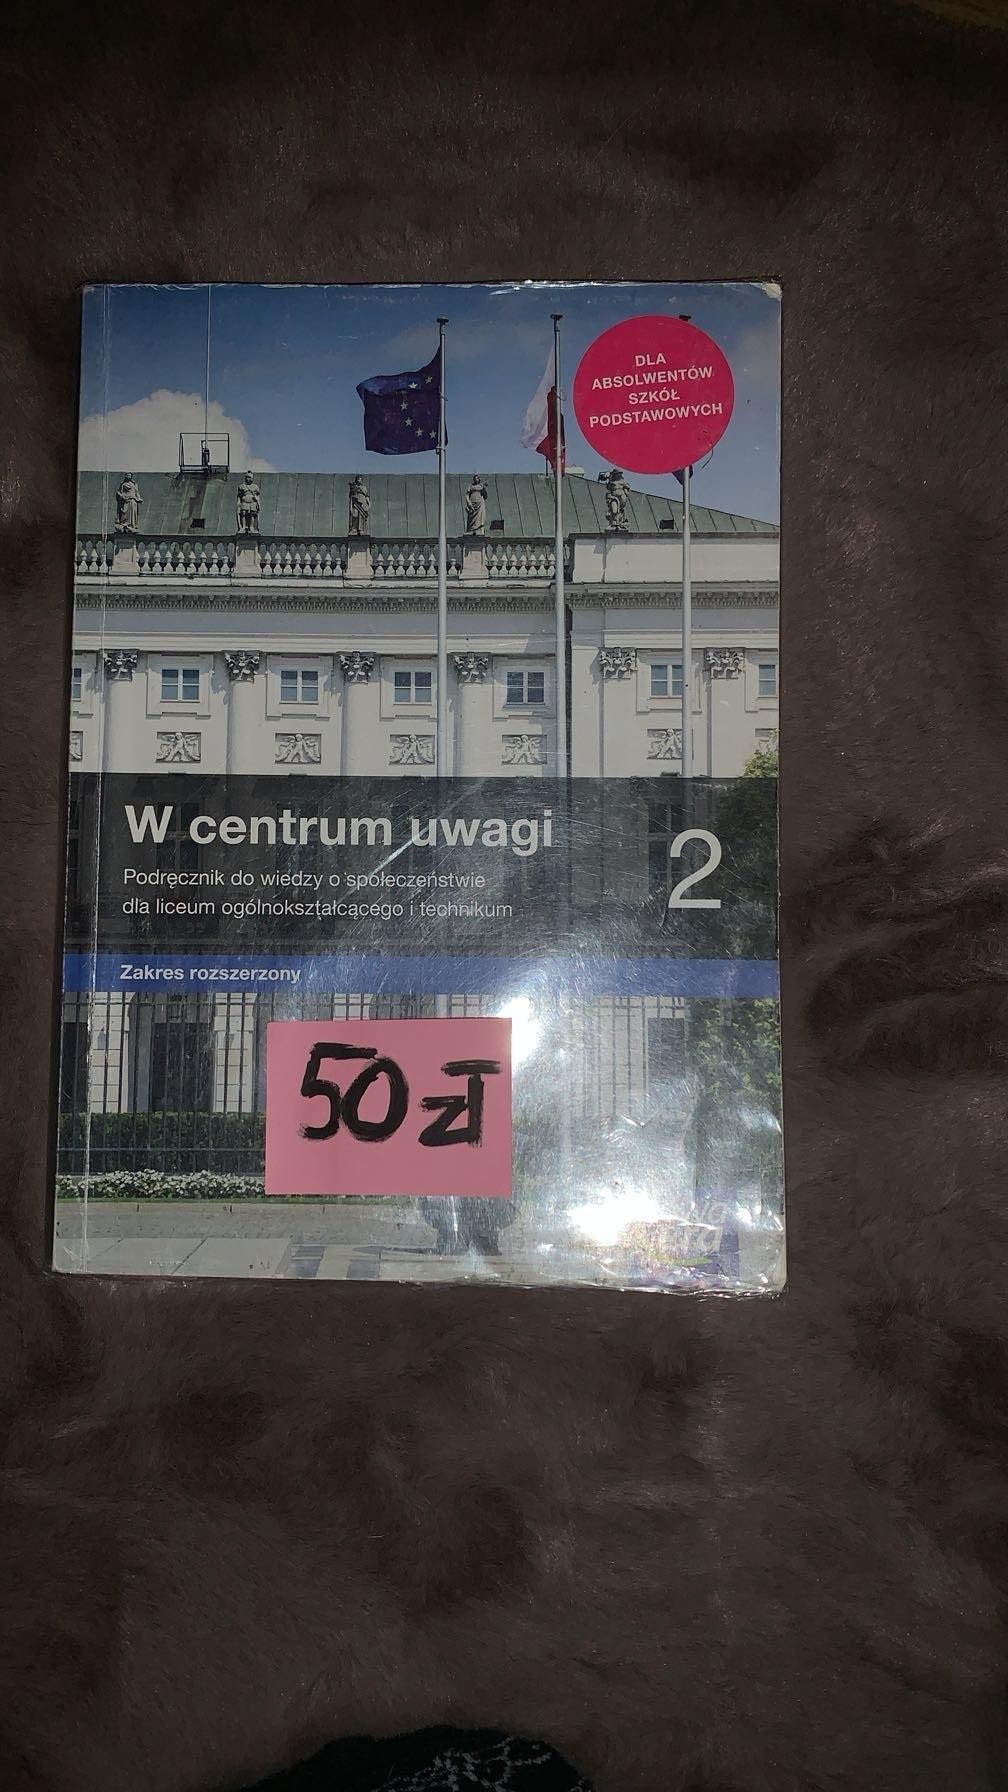 DLA
ABSOLWENTÓW
SZKÓŁ
PODSTAWOWYCH
W centrum uwagi
2
Podręcznik do wiedzy o społeczeństwie
dla liceum ogólnokształcącego i technikum
Zakres rozszerzony
50 zł